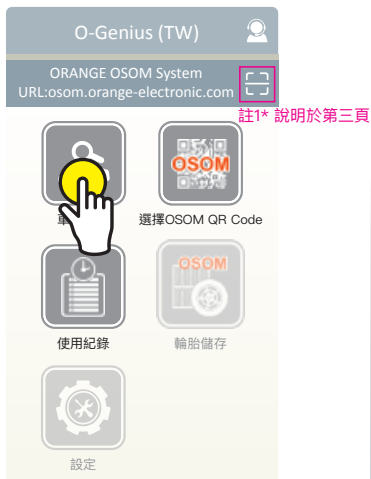 O-Genius (TW)
ORANGE OSOM System
URL:osom.orange-electronic.com
註1* 說明於第三頁
OSOM
選擇OSOM QR Code
OSOM
使用紀錄
輪胎儲存
設定